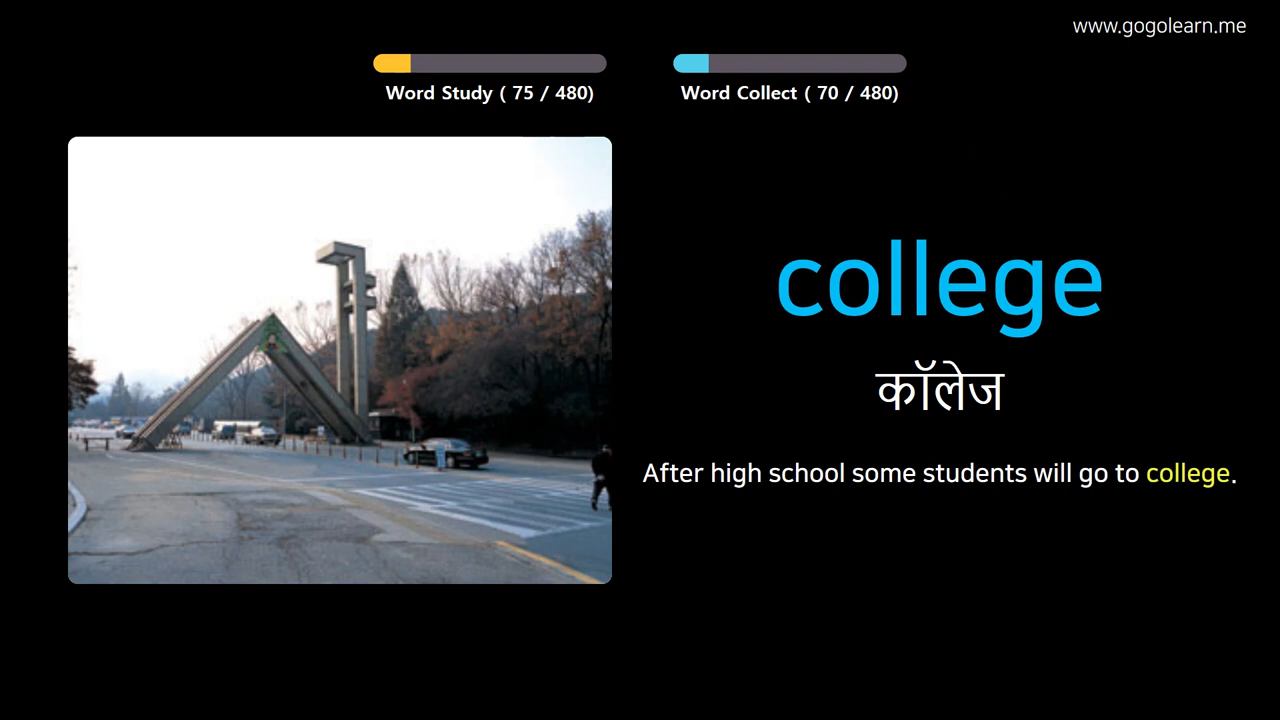 www.gogolearn.me
Word Study ( 75 / 480)
Word Collect ( 70 / 480)
college
कॉलेज
After high school some students will go to college.